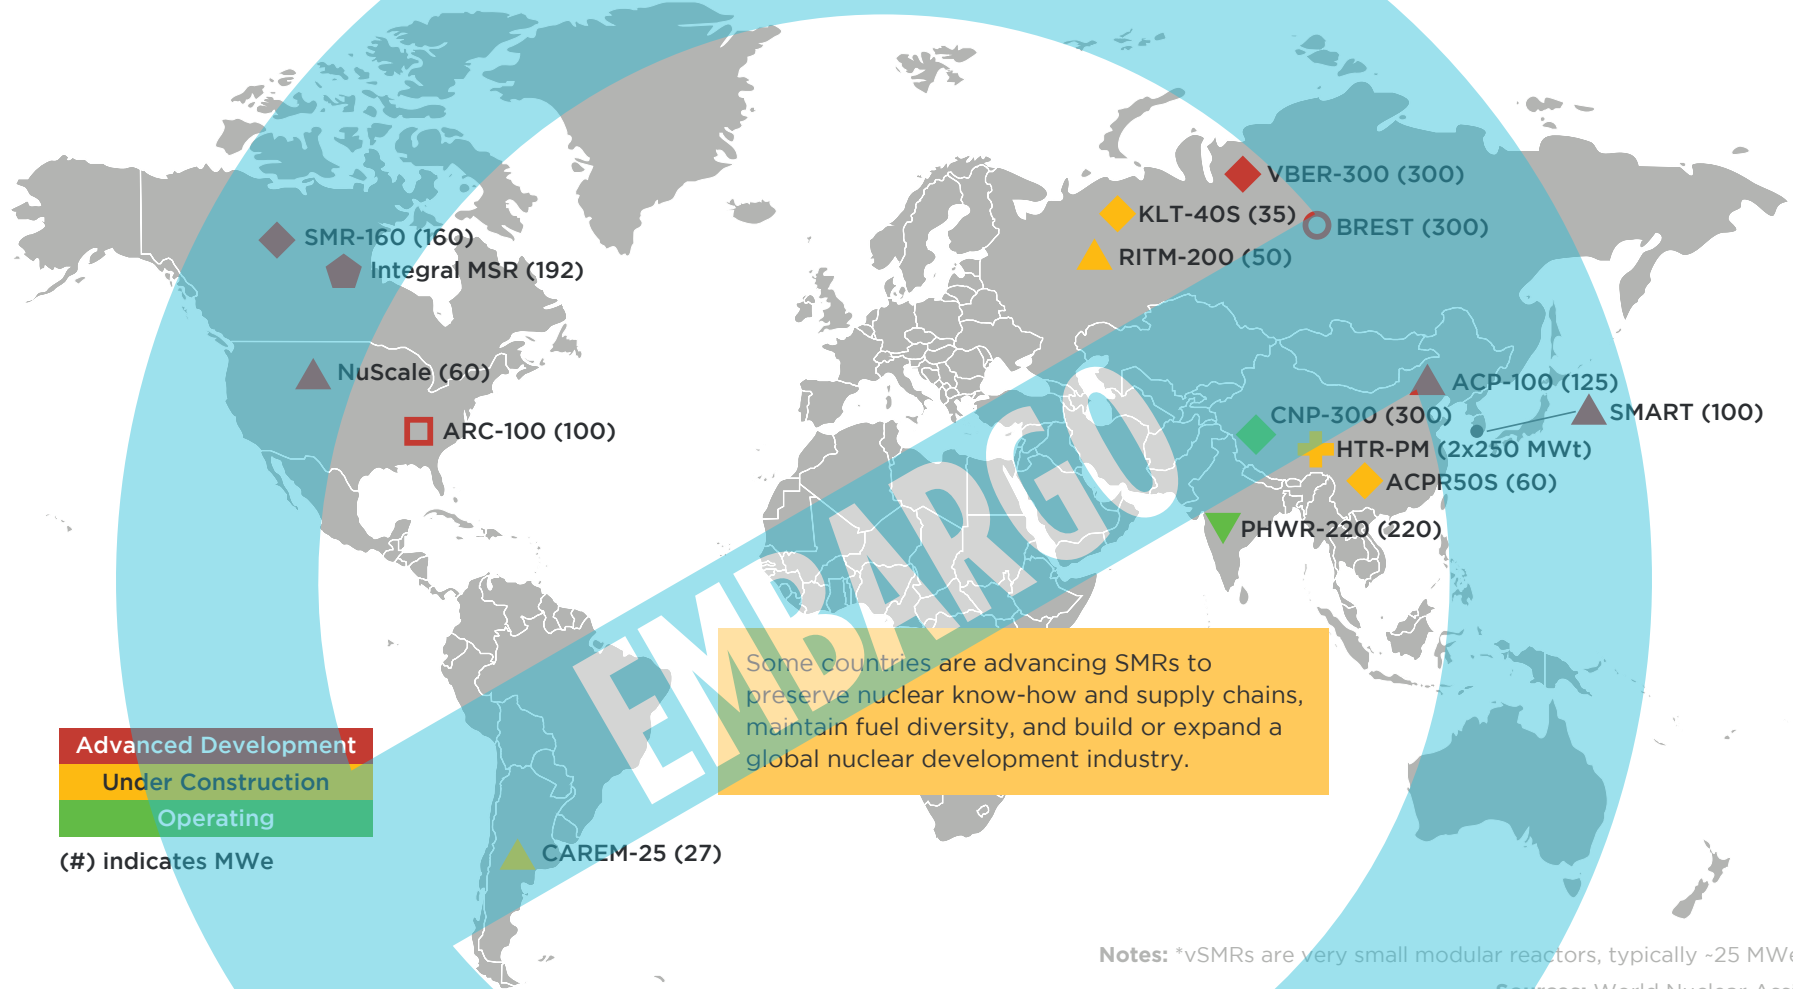 VBER-300 (300)
KLT-40S (35)
BREST (300)
SMR-160 (160)
RITM-200 (50)
Integral MSR (192)
NuScale (60)
ACP-100 (125)
CNP-300 (300)
SMART (100)
ARC-100 (100)
HTR-PM (2x250 MWt)
ACPR50S (60)
PHWR-220 (220)
EMBARGO
Some countries are advancing SMRs to
preserve nuclear know-how and supply chains,
maintain fuel diversity, and build or expand a
global nuclear development industry.
Advanced Development
Under Construction
Operating
(#) indicates MWe
CAREM-25 (27)
Notes: *vSMRs are very small modular reactors, typically ~25 MWe
Sources: World Nuclear